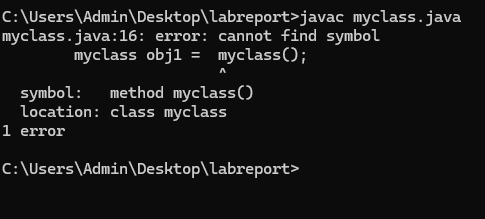 C:\Users\Admin\Desktop\labreport>javac myclass.java
myclass.java:16: error: cannot find symbol
        myclass obj1 =  myclass();
                        ^
  symbol:   method myclass()
  location: class myclass
1 error
C:\Users\Admin\Desktop\labreport>